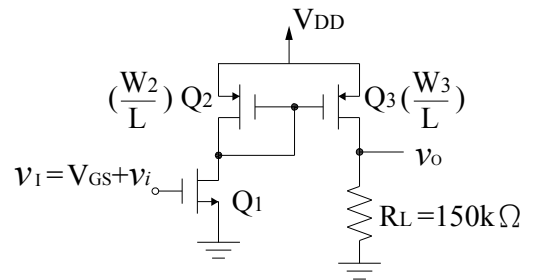 VDD
(W2/L) Q2
Q3 (W3/L)
vI = VGS + vi
Q1
vo
RL = 150kΩ